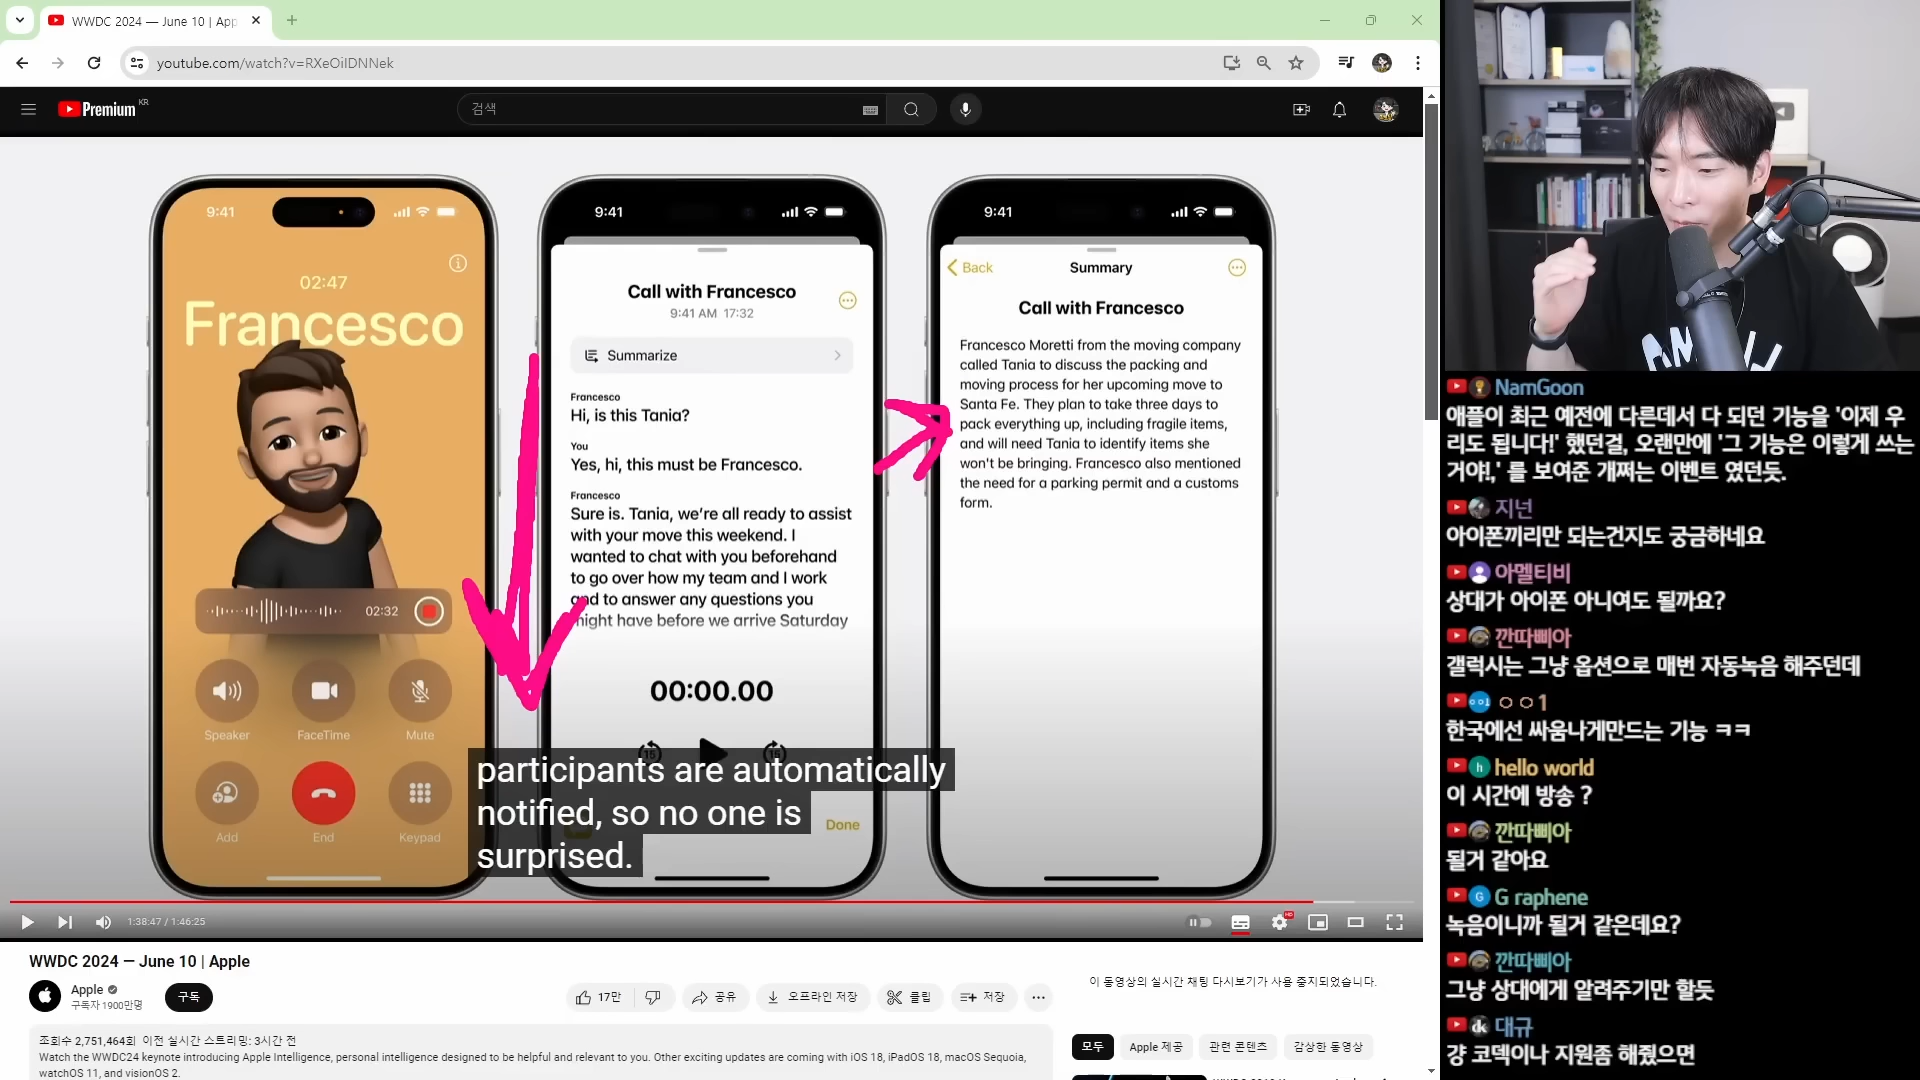 WWDC 2024 — June 10 | App
youtube.com/watch?v=RXeOiIDNNek
Premium KR
검색
9:41
02:47
Francesco
02:32
Speaker
FaceTime
Mute
Add
End
Keypad
9:41
Call with Francesco
9:41 AM 17:32
Summarize
Francesco
Hi, is this Tania?
You
Yes, hi, this must be Francesco.
Francesco
Sure is. Tania, we're all ready to assist
with your move this weekend. I
wanted to chat with you beforehand
to go over how my team and I work
and to answer any questions you
might have before we arrive Saturday
00:00.00
15
15
Done
9:41
Back
Summary
Call with Francesco
Francesco Moretti from the moving company
called Tania to discuss the packing and
moving process for her upcoming move to
Santa Fe. They plan to take three days to
pack everything up, including fragile items,
and will need Tania to identify items she
won't be bringing. Francesco also mentioned
the need for a parking permit and a customs
form.
participants are automatically
notified, so no one is
surprised.
1:38:47 / 1:46:25
HD
WWDC 2024 — June 10 | Apple
Apple
구독자 1900만명
구독
17만
공유
오프라인 저장
클립
저장
조회수 2,751,464회 이전 실시간 스트리밍: 3시간 전
Watch the WWDC24 keynote introducing Apple Intelligence, personal intelligence designed to be helpful and relevant to you. Other exciting updates are coming with iOS 18, iPadOS 18, macOS Sequoia,
watchOS 11, and visionOS 2.
이 동영상의 실시간 채팅 다시보기가 사용 중지되었습니다.
모두
Apple 제공
관련 콘텐츠
감상한 동영상
NamGoon
애플이 최근 예전에 다른데서 다 되던 기능을 '이제 우
리도 됩니다!' 했던걸, 오랜만에 '그 기능은 이렇게 쓰는
거야!,' 를 보여준 개쩌는 이벤트 였던듯.
지넌
아이폰끼리만 되는건지도 궁금하네요
아멜티비
상대가 아이폰 아니여도 될까요?
깐따삐아
갤럭시는 그냥 옵션으로 매번 자동녹음 해주던데
ㅇㅇ1
한국에선 싸움나게만드는 기능 ㅋㅋ
h hello world
이 시간에 방송 ?
깐따삐아
될거 같아요
G G raphene
녹음이니까 될거 같은데요?
깐따삐아
그냥 상대에게 알려주기만 할듯
dk 대규
걍 코덱이나 지원좀 해줬으면